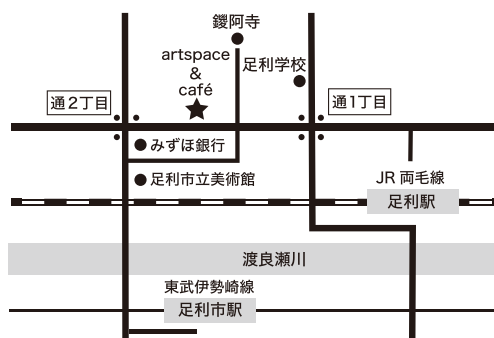 鑁阿寺
artspace
&
café
足利学校
通2丁目
通1丁目
みずほ銀行
足利市立美術館
JR両毛線
足利駅
渡良瀬川
東武伊勢崎線
足利市駅